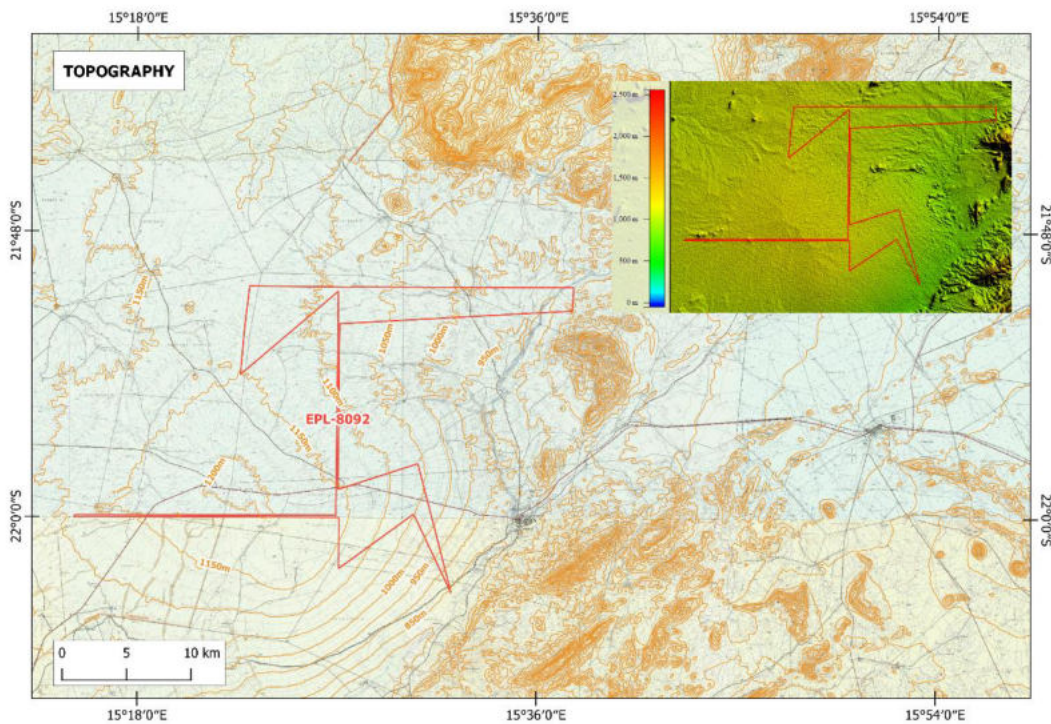 15°18′0″E
15°36′0″E
15°54′0″E
TOPOGRAPHY
2,500 m
2,000 m
1,500 m
1,000 m
500 m
0 m
21°48′0″S
21°48′0″S
1150m
1050m
1000m
950m
1100m
EPL-8092
1150m
1200m
22°0′0″S
22°0′0″S
1150m
1000m
950m
850m
0 5 10 km
15°18′0″E
15°36′0″E
15°54′0″E